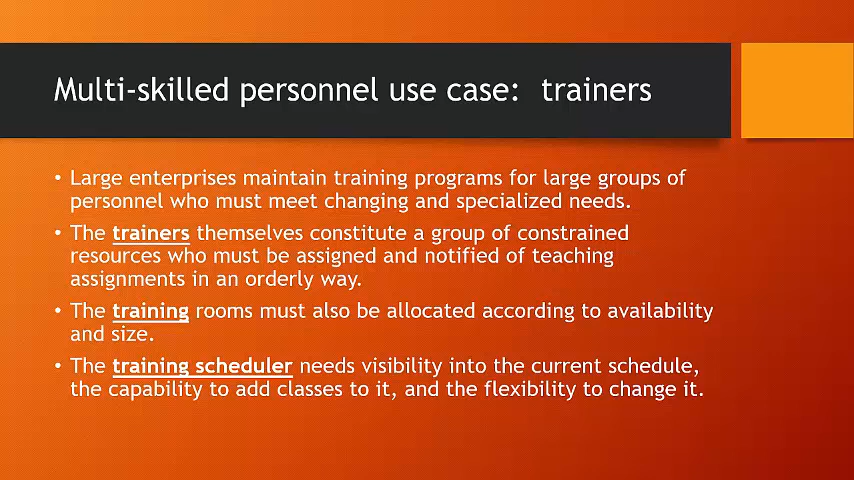 Multi-skilled personnel use case:  trainers
• Large enterprises maintain training programs for large groups of
personnel who must meet changing and specialized needs.
• The trainers themselves constitute a group of constrained
resources who must be assigned and notified of teaching
assignments in an orderly way.
• The training rooms must also be allocated according to availability
and size.
• The training scheduler needs visibility into the current schedule,
the capability to add classes to it, and the flexibility to change it.